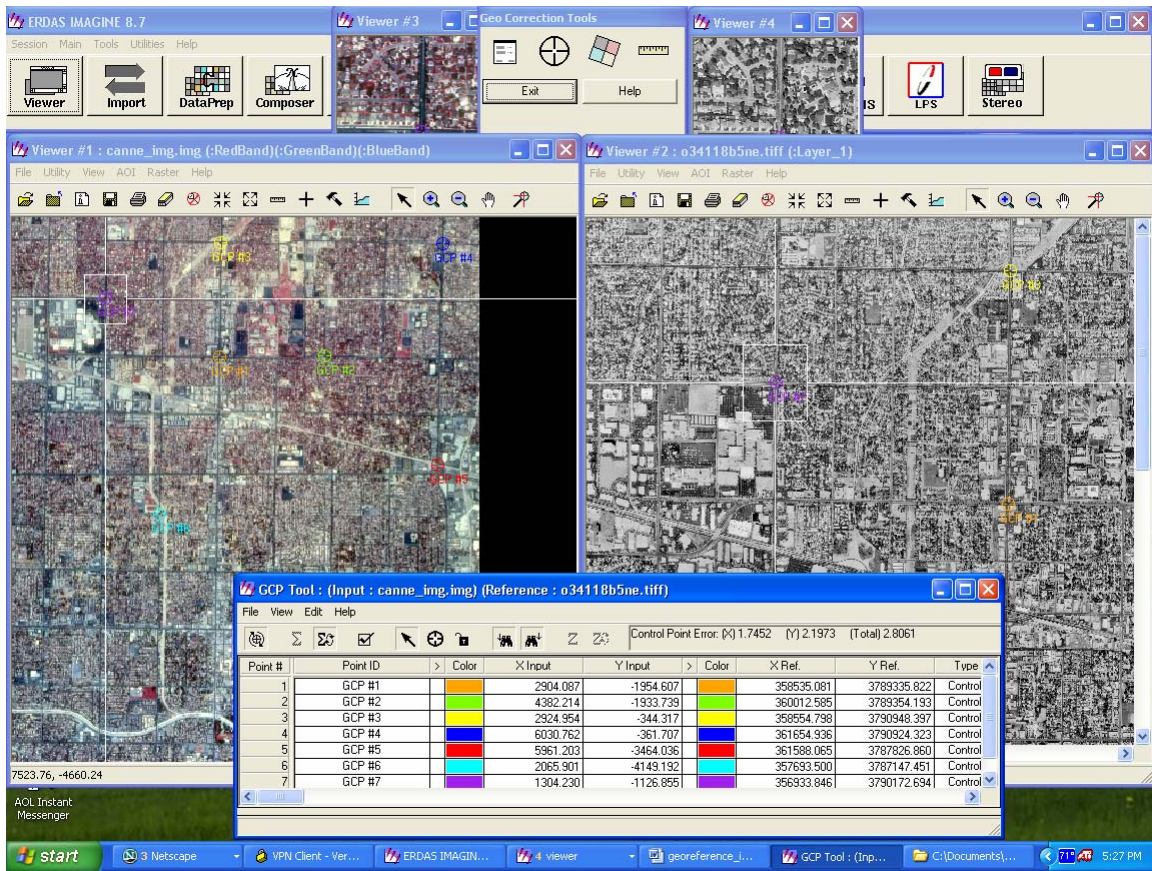 ERDAS IMAGINE 8.7
Session Main Tools Utilities Help
Viewer Import DataPrep Composer
Viewer #3
Geo Correction Tools
Exit Help
Viewer #4
LPS Stereo
Viewer #1 : canne_img.img (:RedBand)(:GreenBand)(:BlueBand)
File Utility View AOI Raster Help
GCP #3
GCP #4
GCP #1
GCP #2
GCP #5
GCP #6
7523.76, -4660.24
Viewer #2 : o34118b5ne.tiff (:Layer_1)
File Utility View AOI Raster Help
GCP Tool : (Input : canne_img.img) (Reference : o34118b5ne.tiff)
File View Edit Help
Control Point Error: (X) 1.7452 (Y) 2.1973 (Total) 2.8061
Point # Point ID > Color X Input Y Input > Color X Ref. Y Ref. Type
1 GCP #1 2904.087 -1954.607 358535.081 3789335.822 Control
2 GCP #2 4382.214 -1933.739 360012.585 3789354.193 Control
3 GCP #3 2924.954 -344.317 358554.798 3790948.397 Control
4 GCP #4 6030.762 -361.707 361654.936 3790924.323 Control
5 GCP #5 5961.203 -3464.036 361588.065 3787826.860 Control
6 GCP #6 2065.901 -4149.192 357693.500 3787147.451 Control
7 GCP #7 1304.230 -1126.855 356933.846 3790172.694 Control
AOL Instant
Messenger
start 3 Netscape VPN Client - Ver... ERDAS IMAGIN... 4 viewer georeference_i... GCP Tool : (Inp... C:\Documents\... 71° 5:27 PM